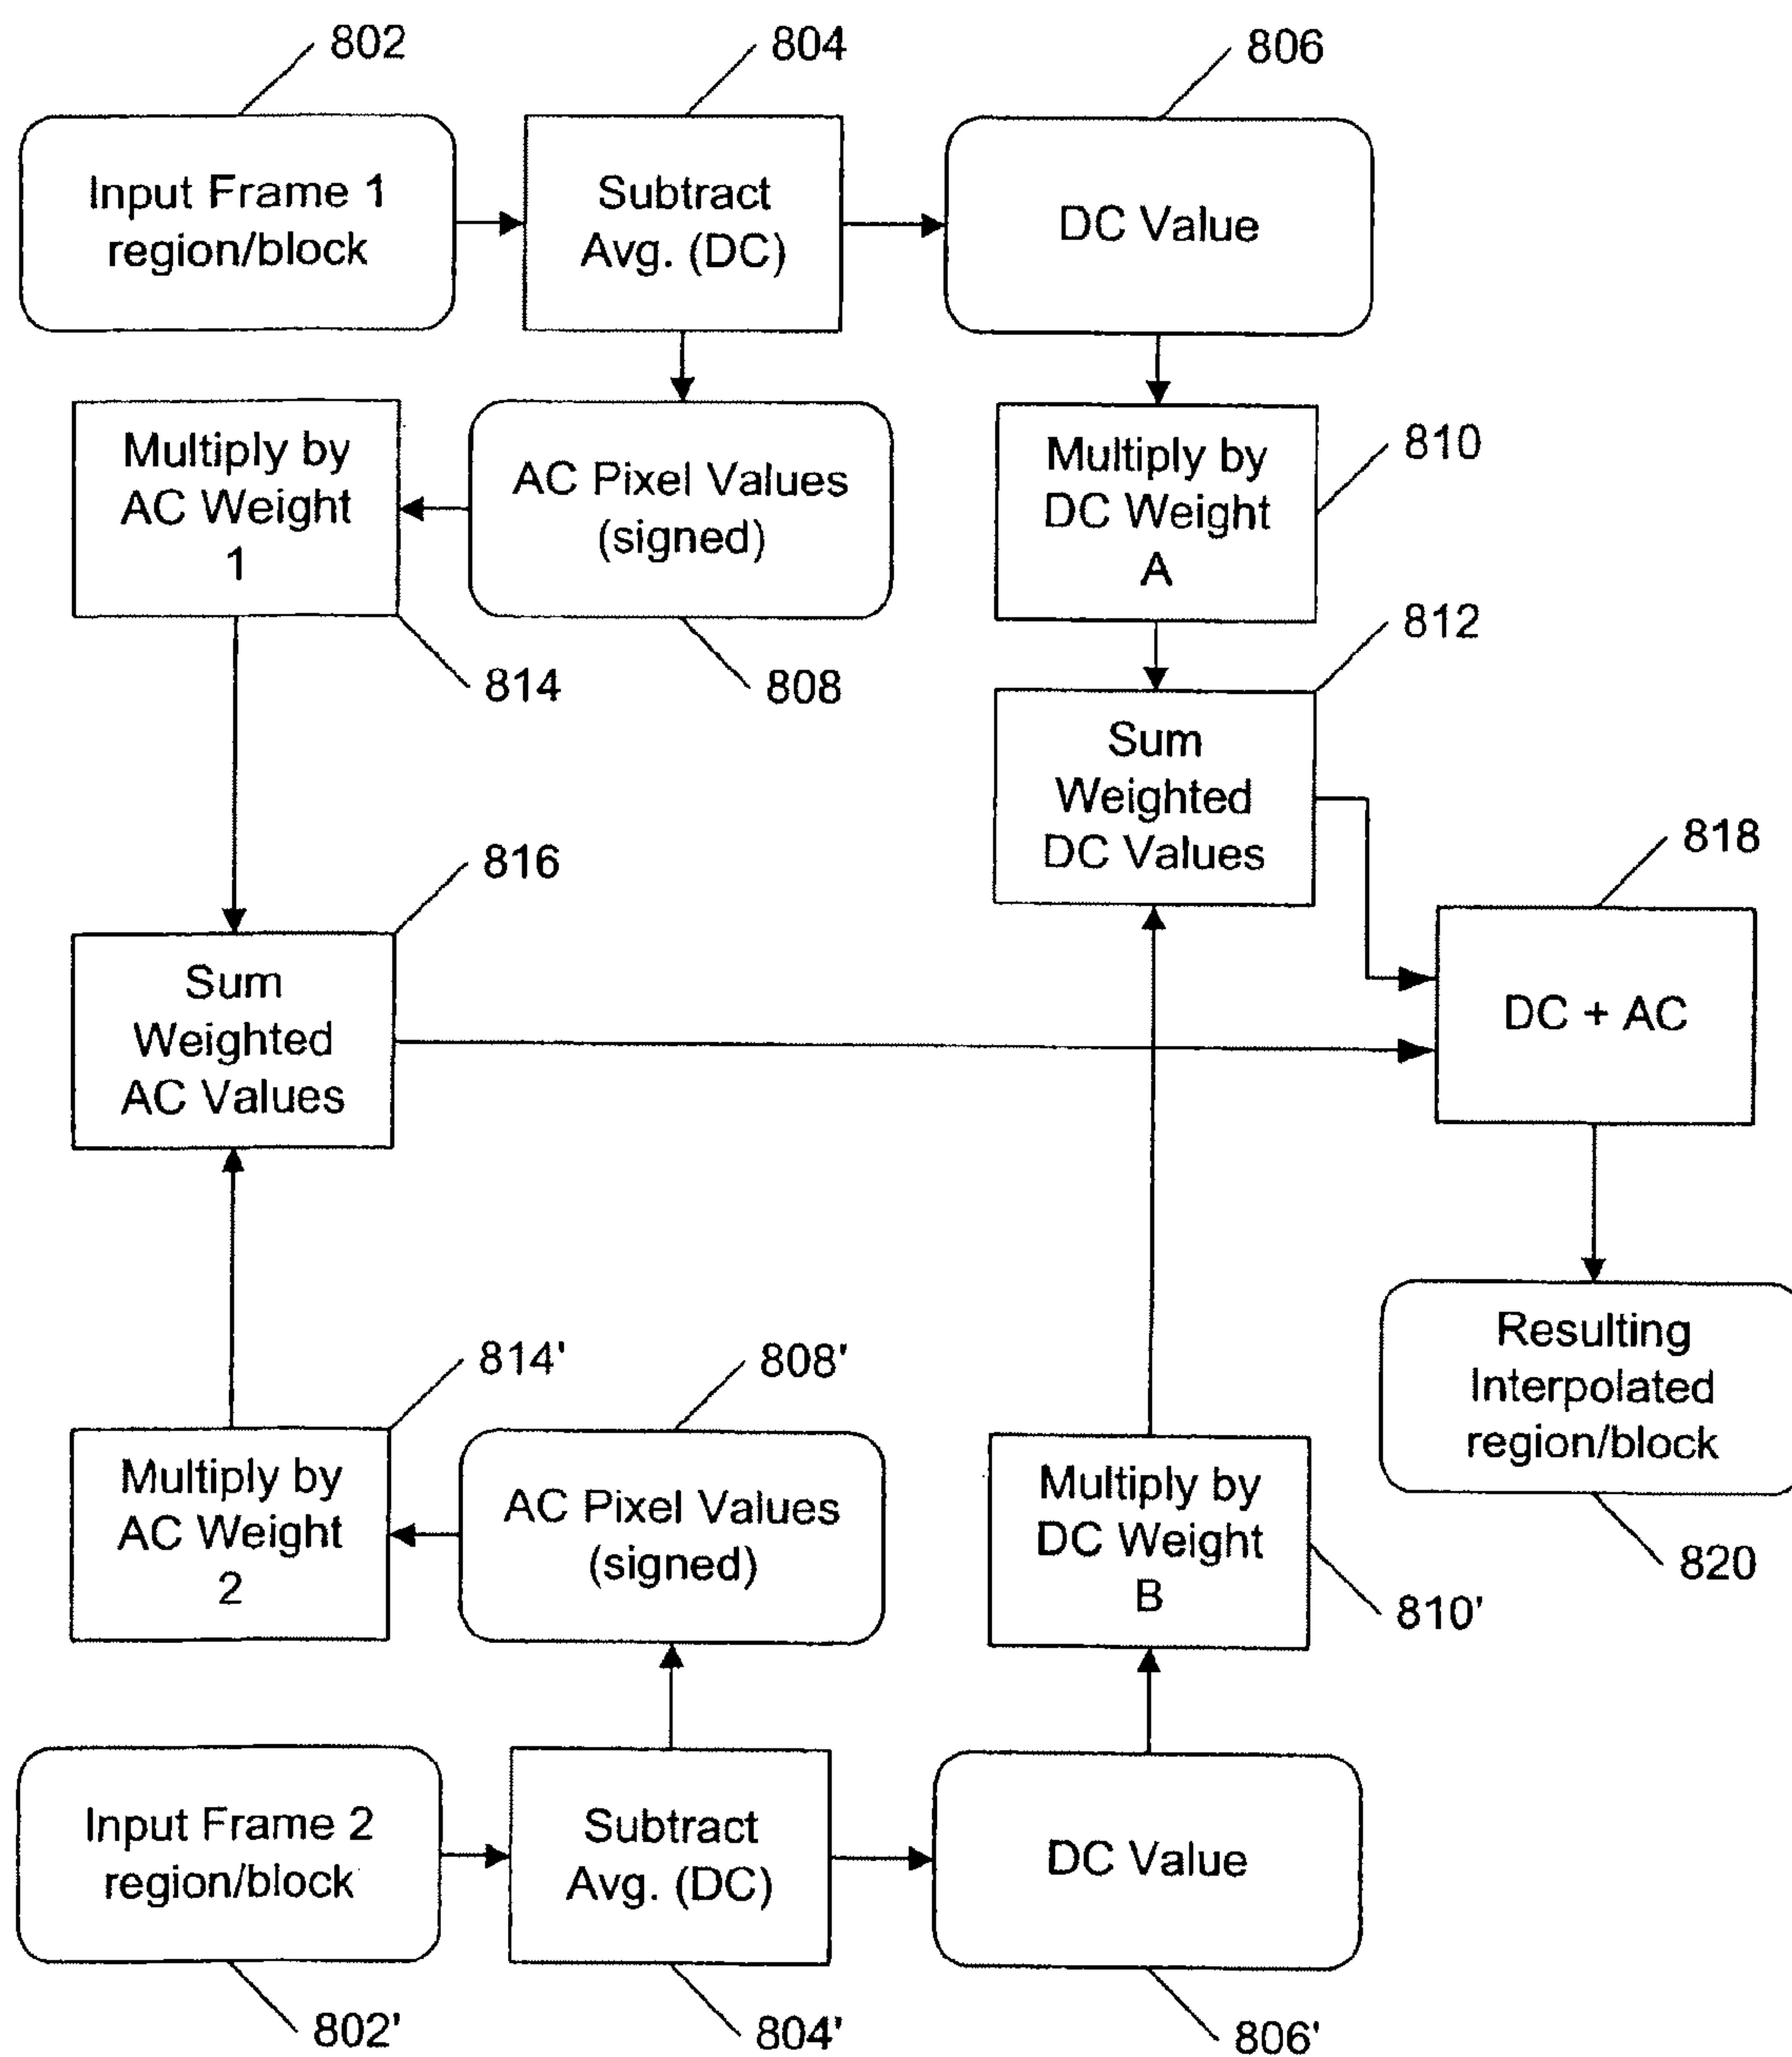 802
804
806
Input Frame 1
region/block
Subtract
Avg. (DC)
DC Value
Multiply by
AC Weight
1
AC Pixel Values
(signed)
Multiply by
DC Weight
A
810
814
808
812
Sum
Weighted
DC Values
816
818
Sum
Weighted
AC Values
DC + AC
814'
808'
Resulting
Interpolated
region/block
Multiply by
AC Weight
2
AC Pixel Values
(signed)
Multiply by
DC Weight
B
820
810'
Input Frame 2
region/block
Subtract
Avg. (DC)
DC Value
802'
804'
806'